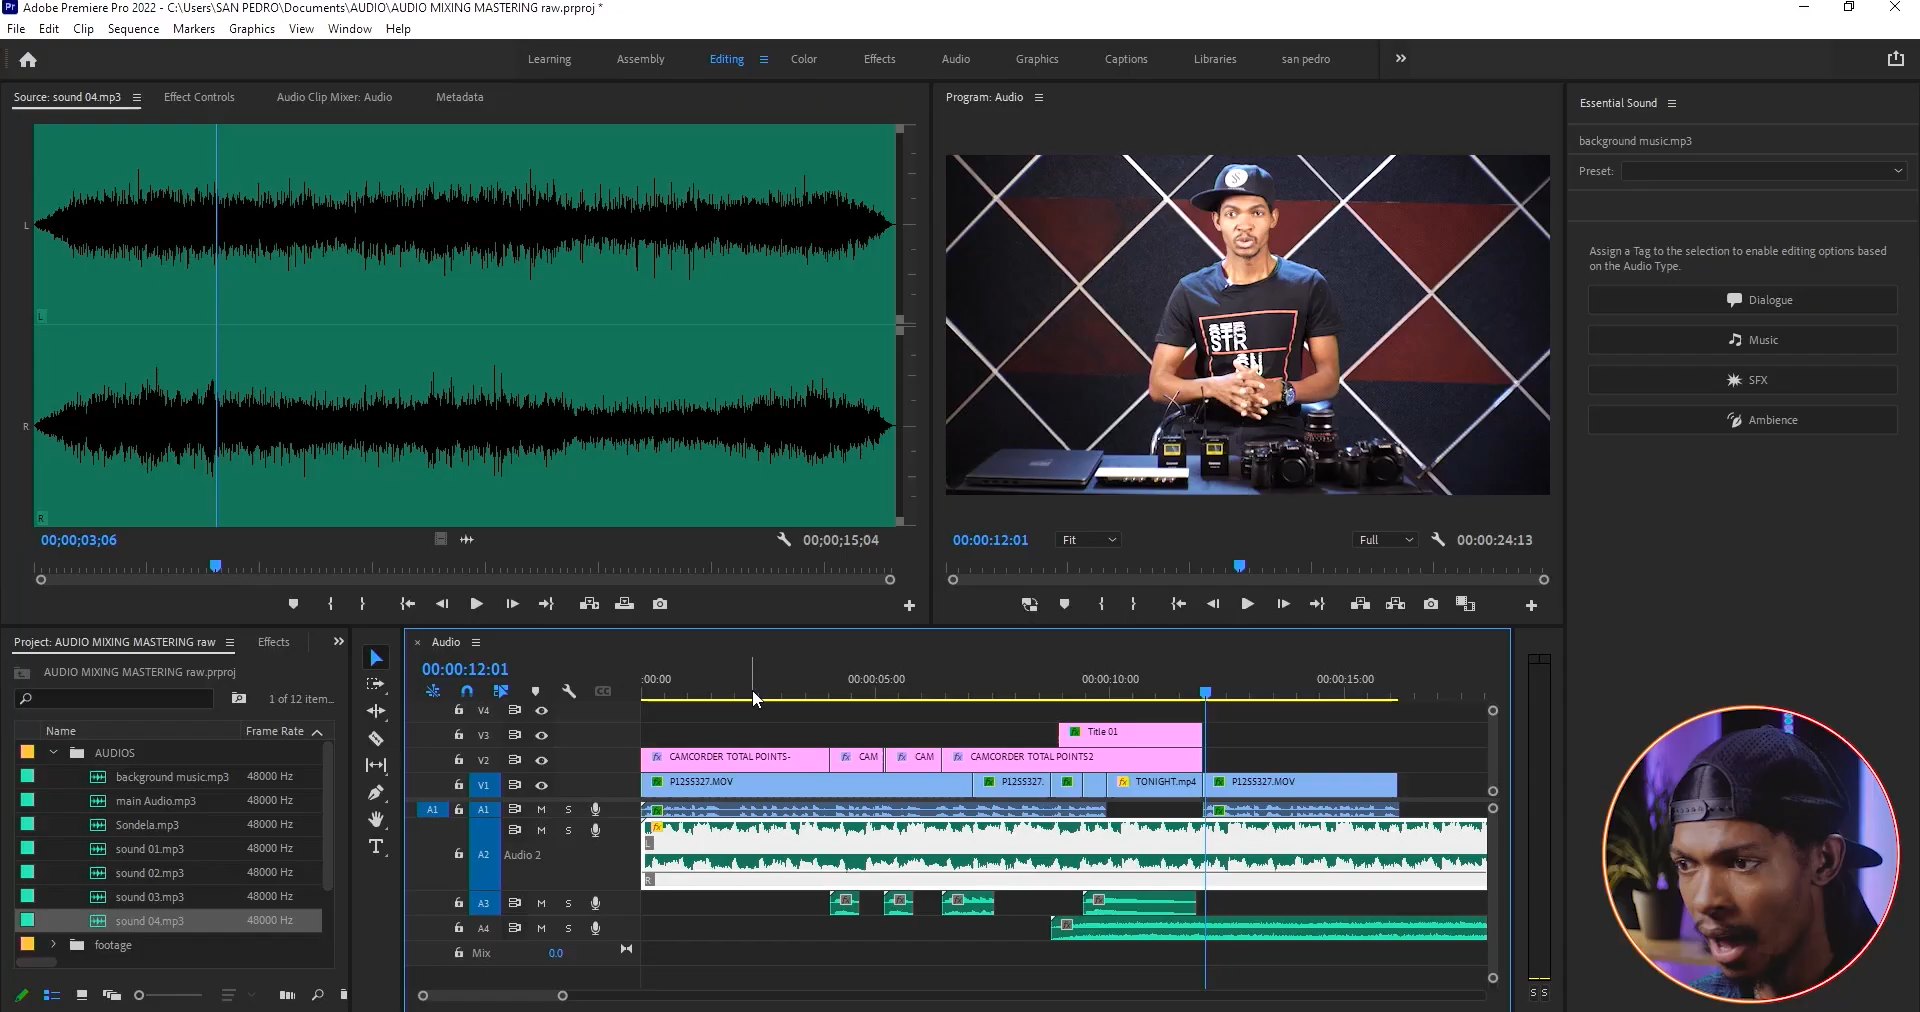 Adobe Premiere Pro 2022 - C:\Users\SAN PEDRO\Documents\AUDIO\AUDIO MIXING MASTERING raw.prproj *
File Edit Clip Sequence Markers Graphics View Window Help
Learning Assembly Editing Color Effects Audio Graphics Captions Libraries san pedro
Source: sound 04.mp3 Effect Controls Audio Clip Mixer: Audio Metadata
Program: Audio
Essential Sound
background music.mp3
Preset:
Assign a Tag to the selection to enable editing options based
on the Audio Type.
Dialogue
Music
SFX
Ambience
L
L
R
R
STR
00;00;03;06
00;00;15;04
00:00:12:01 Fit Full 00:00:24:13
Project: AUDIO MIXING MASTERING raw Effects
AUDIO MIXING MASTERING raw.prproj
1 of 12 item...
Name Frame Rate
AUDIOS
background music.mp3 48000 Hz
main Audio.mp3 48000 Hz
Sondela.mp3 48000 Hz
sound 01.mp3 48000 Hz
sound 02.mp3 48000 Hz
sound 03.mp3 48000 Hz
sound 04.mp3 48000 Hz
footage
× Audio
00:00:12:01
:00:00 00:00:05:00 00:00:10:00 00:00:15:00
V4
V3 Title 01
V2 fx CAMCORDER TOTAL POINTS- fx CAM fx CAM fx CAMCORDER TOTAL POINTS2
V1 P1255327.MOV P1255327. fx TONIGHT.mp4 P1255327.MOV
A1 A1 M S
fx
M S
L
A2 Audio 2
R
A3 M S
A4 M S
Mix 0.0
S S